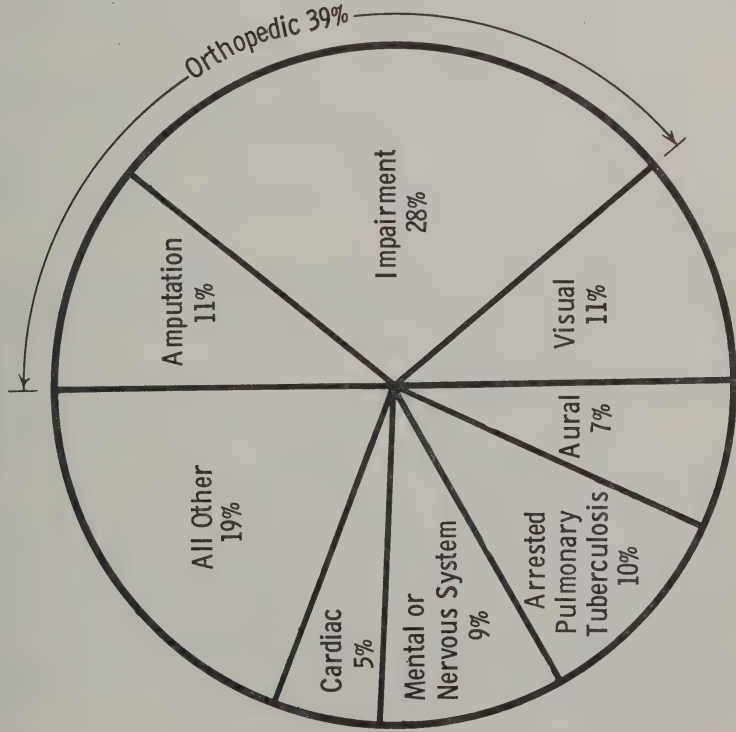 Orthopedic 39%
Amputation
11%
Impairment
28%
Visual
11%
Aural
7%
Arrested
Pulmonary
Tuberculosis
10%
Mental or
Nervous System
9%
Cardiac
5%
All Other
19%